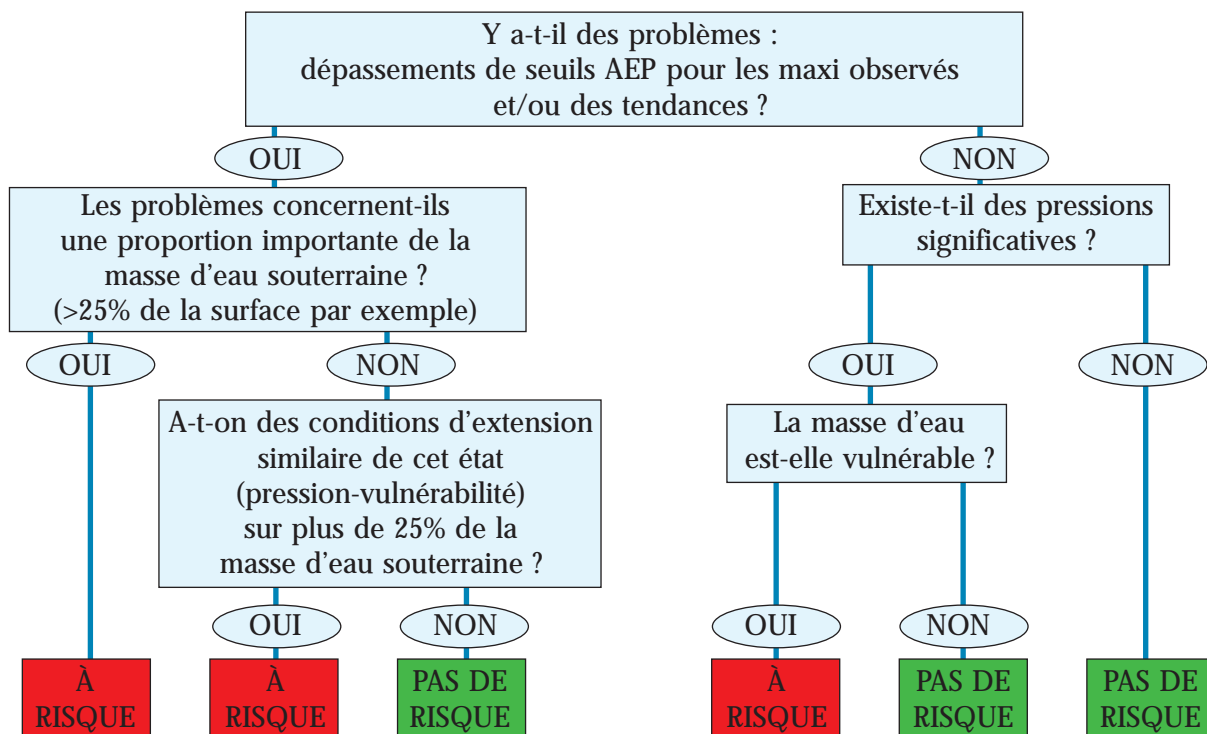 Y a-t-il des problèmes :
dépassements de seuils AEP pour les maxi observés
et/ou des tendances ?
OUI
NON
Les problèmes concernent-ils
une proportion importante de la
masse d'eau souterraine ?
(>25% de la surface par exemple)
Existe-t-il des pressions
significatives ?
OUI
NON
OUI
NON
A-t-on des conditions d'extension
similaire de cet état
(pression-vulnérabilité)
sur plus de 25% de la
masse d'eau souterraine ?
La masse d'eau
est-elle vulnérable ?
OUI
NON
OUI
NON
À
RISQUE
À
RISQUE
PAS DE
RISQUE
À
RISQUE
PAS DE
RISQUE
PAS DE
RISQUE